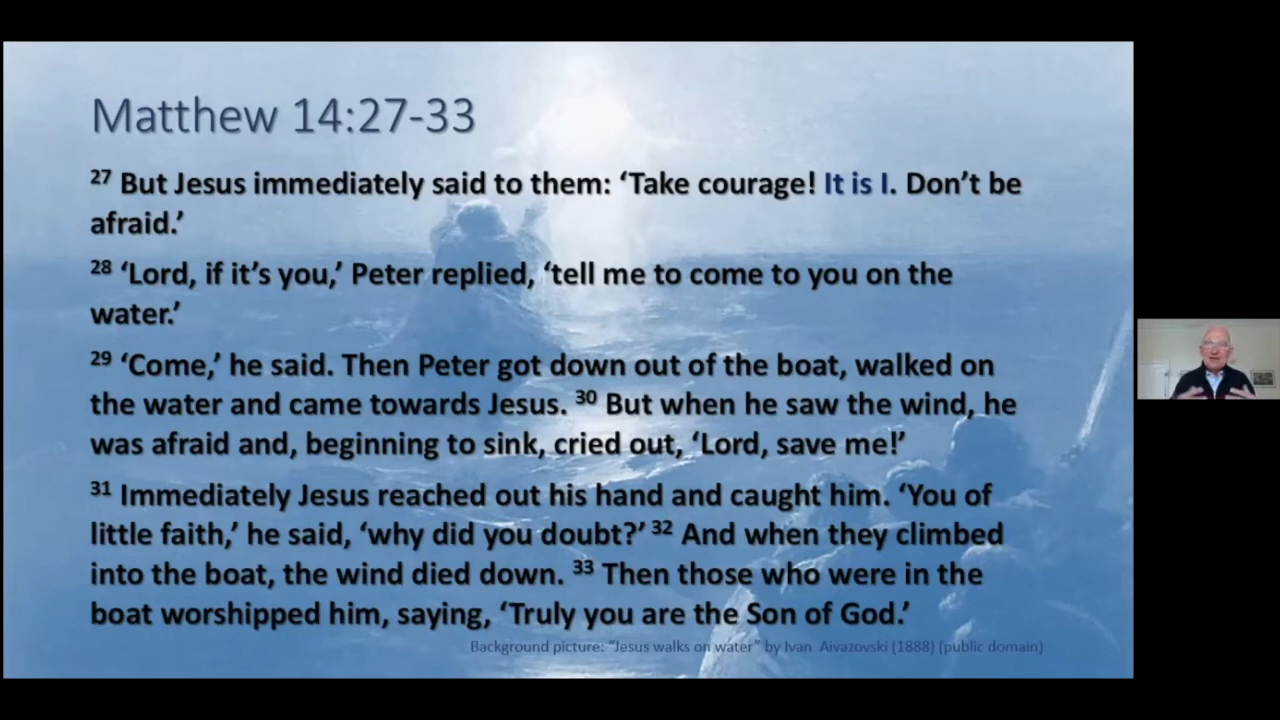 Matthew 14:27-33
27 But Jesus immediately said to them: ‘Take courage! It is I. Don’t be
afraid.’
28 ‘Lord, if it’s you,’ Peter replied, ‘tell me to come to you on the
water.’
29 ‘Come,’ he said. Then Peter got down out of the boat, walked on
the water and came towards Jesus. 30 But when he saw the wind, he
was afraid and, beginning to sink, cried out, ‘Lord, save me!’
31 Immediately Jesus reached out his hand and caught him. ‘You of
little faith,’ he said, ‘why did you doubt?’ 32 And when they climbed
into the boat, the wind died down. 33 Then those who were in the
boat worshipped him, saying, ‘Truly you are the Son of God.’
Background picture: “Jesus walks on water” by Ivan Aivazovski (1888) (public domain)